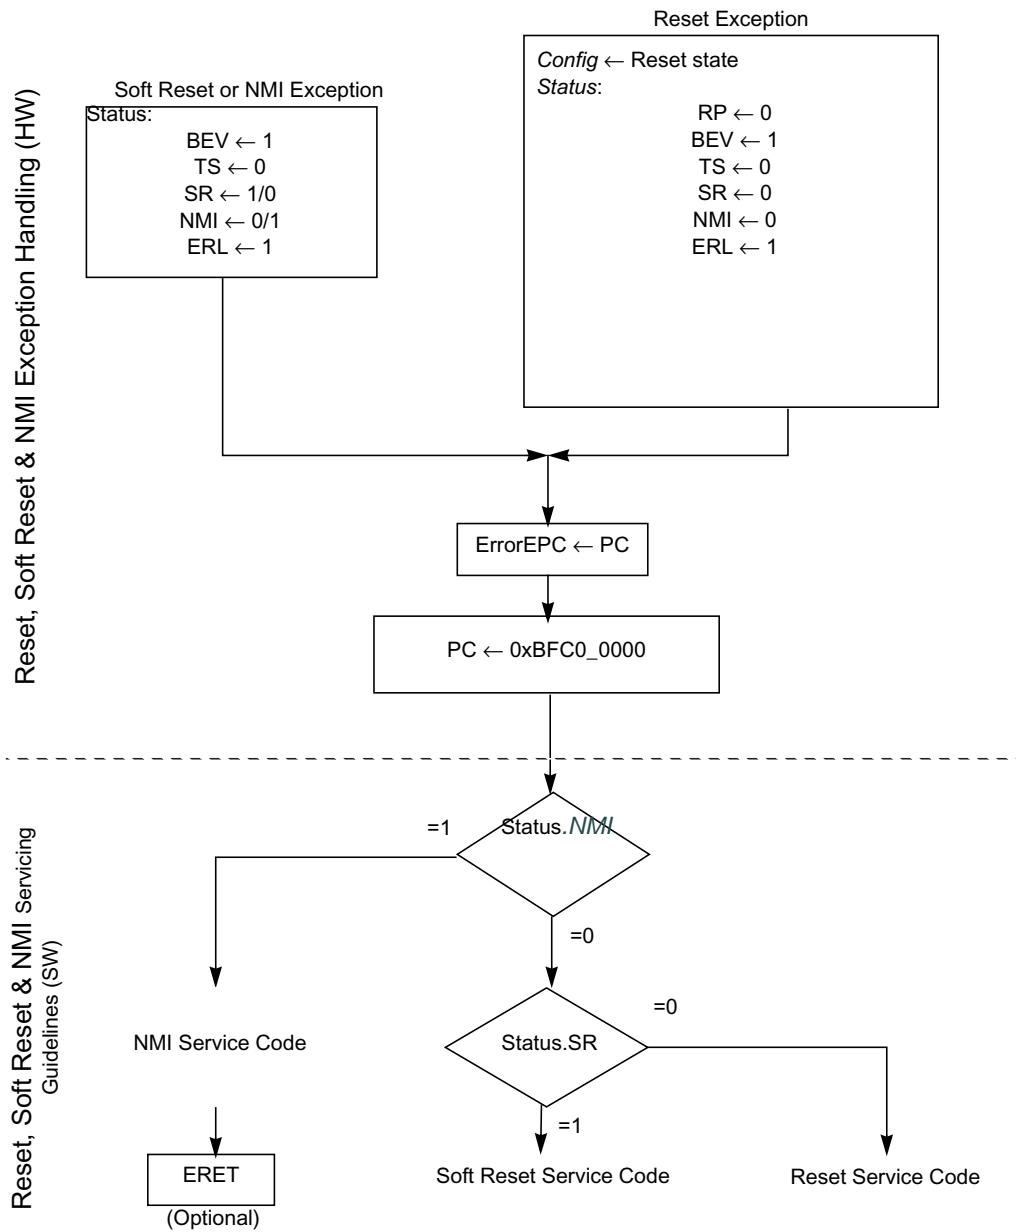 Reset Exception
Config ← Reset state
Status:
RP ← 0
BEV ← 1
TS ← 0
SR ← 0
NMI ← 0
ERL ← 1
Soft Reset or NMI Exception
Status:
BEV ← 1
TS ← 0
SR ← 1/0
NMI ← 0/1
ERL ← 1
Reset, Soft Reset & NMI Exception Handling (HW)
ErrorEPC ← PC
PC ← 0xBFC0_0000
Reset, Soft Reset & NMI Servicing
Guidelines (SW)
Status.NMI
=1
=0
Status.SR
=0
=1
NMI Service Code
ERET
(Optional)
Soft Reset Service Code
Reset Service Code